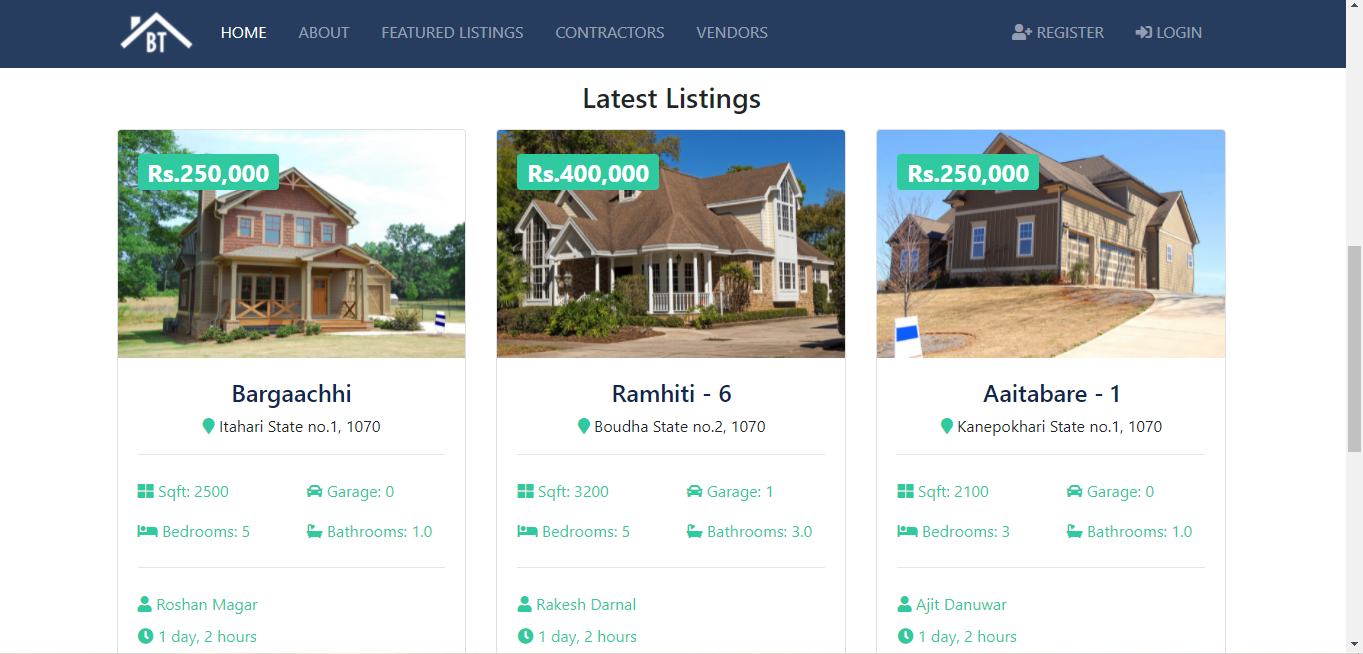 BT HOME ABOUT FEATURED LISTINGS CONTRACTORS VENDORS REGISTER LOGIN
Latest Listings
Rs.250,000 Rs.400,000 Rs.250,000
Bargaachhi Ramhiti - 6 Aaitabare - 1
Itahari State no.1, 1070 Boudha State no.2, 1070 Kanepokhari State no.1, 1070
Sqft: 2500 Garage: 0 Sqft: 3200 Garage: 1 Sqft: 2100 Garage: 0
Bedrooms: 5 Bathrooms: 1.0 Bedrooms: 5 Bathrooms: 3.0 Bedrooms: 3 Bathrooms: 1.0
Roshan Magar Rakesh Darnal Ajit Danuwar
1 day, 2 hours 1 day, 2 hours 1 day, 2 hours